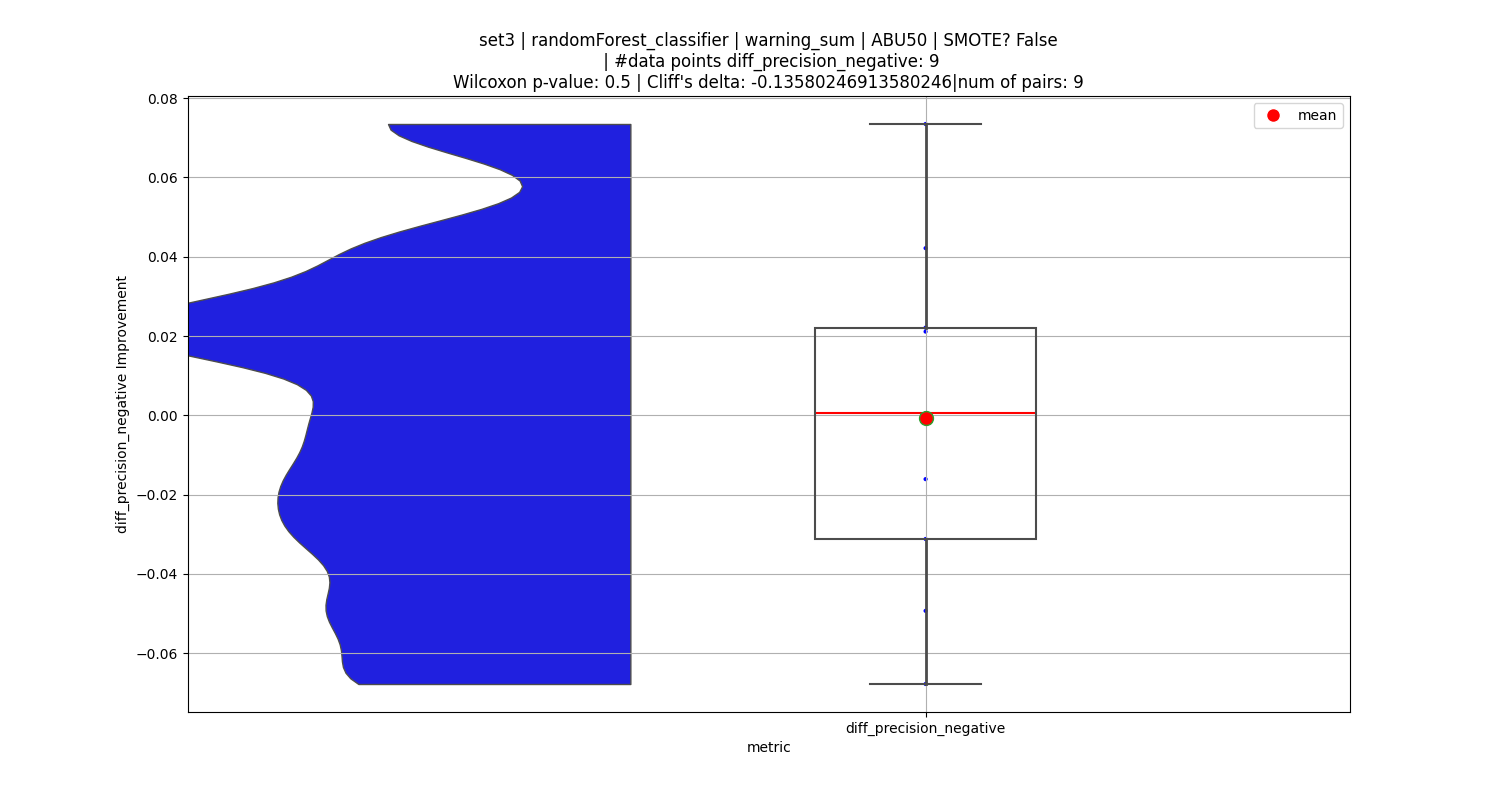 set3 | randomForest_classifier | warning_sum | ABU50 | SMOTE? False
| #data points diff_precision_negative: 9
Wilcoxon p-value: 0.5 | Cliff's delta: -0.13580246913580246|num of pairs: 9
mean
0.08
0.06
0.04
0.02
0.00
−0.02
−0.04
−0.06
diff_precision_negative Improvement
diff_precision_negative
metric